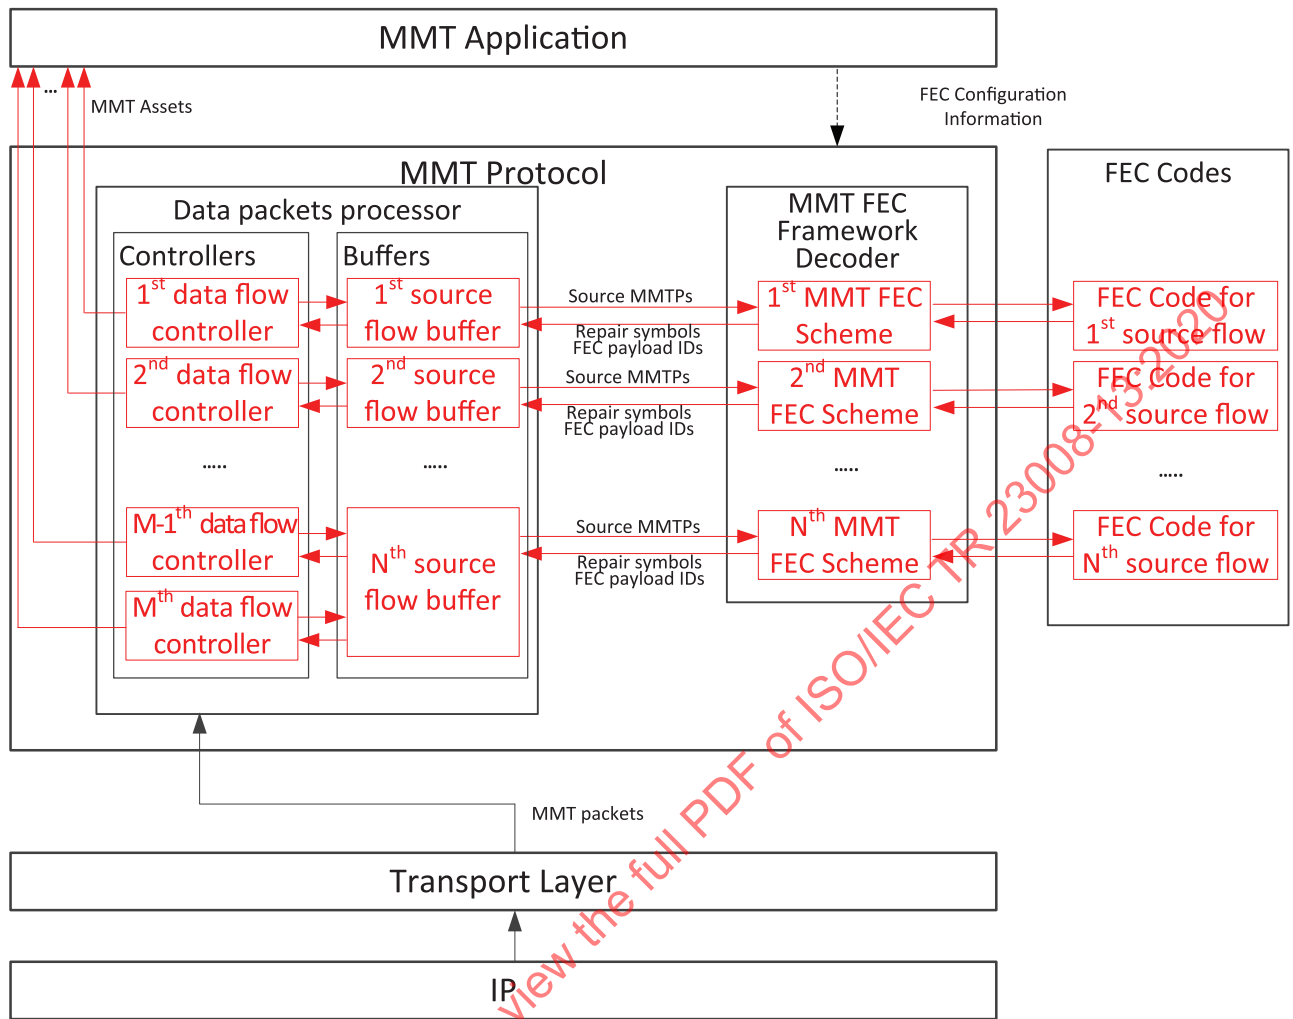 MMT Application
...
MMT Assets
FEC Configuration
Information
MMT Protocol
FEC Codes
Data packets processor
MMT FEC
Framework
Decoder
Controllers
Buffers
1st data flow
controller
1st source
flow buffer
Source MMTPs
Repair symbols
FEC payload IDs
1st MMT FEC
Scheme
FEC Code for
1st source flow
2nd data flow
controller
2nd source
flow buffer
Source MMTPs
Repair symbols
FEC payload IDs
2nd MMT
FEC Scheme
FEC Code for
2nd source flow
.....
.....
.....
.....
M-1th data flow
controller
Nth source
flow buffer
Source MMTPs
Repair symbols
FEC payload IDs
Nth MMT
FEC Scheme
FEC Code for
Nth source flow
Mth data flow
controller
MMT packets
Transport Layer
IP
view the full PDF of ISO/IEC TR 23008-13:2020